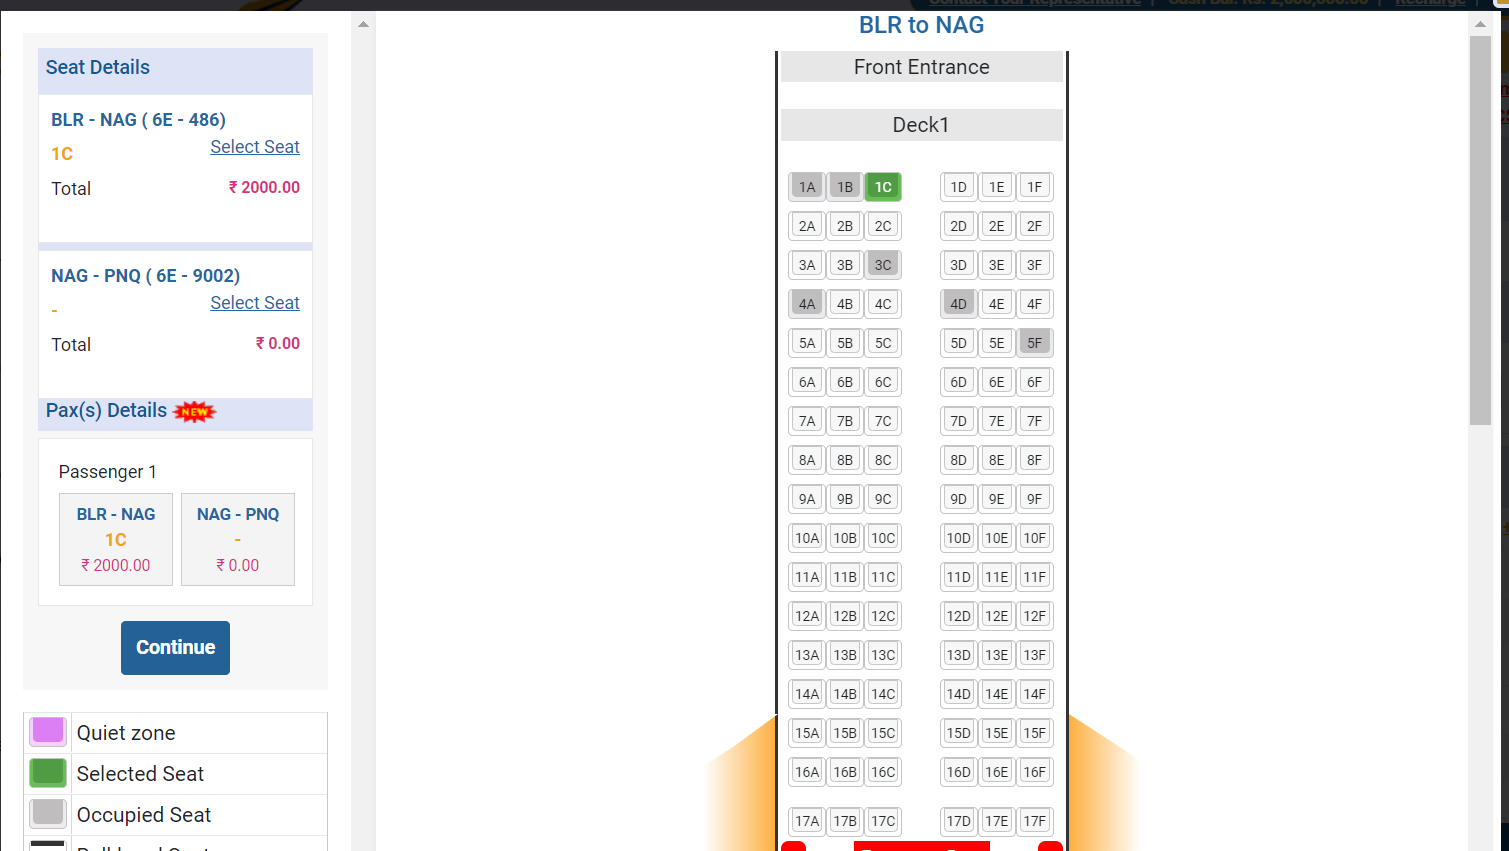 Contact Your Representative | Cash Bal: Rs. | Recharge |
Seat Details
BLR - NAG ( 6E - 486)
1C Select Seat
Total ₹ 2000.00
NAG - PNQ ( 6E - 9002)
- Select Seat
Total ₹ 0.00
Pax(s) Details NEW
Passenger 1
BLR - NAG NAG - PNQ
1C -
₹ 2000.00 ₹ 0.00
Continue
Quiet zone
Selected Seat
Occupied Seat
BLR to NAG
Front Entrance
Deck1
1A 1B 1C 1D 1E 1F
2A 2B 2C 2D 2E 2F
3A 3B 3C 3D 3E 3F
4A 4B 4C 4D 4E 4F
5A 5B 5C 5D 5E 5F
6A 6B 6C 6D 6E 6F
7A 7B 7C 7D 7E 7F
8A 8B 8C 8D 8E 8F
9A 9B 9C 9D 9E 9F
10A 10B 10C 10D 10E 10F
11A 11B 11C 11D 11E 11F
12A 12B 12C 12D 12E 12F
13A 13B 13C 13D 13E 13F
14A 14B 14C 14D 14E 14F
15A 15B 15C 15D 15E 15F
16A 16B 16C 16D 16E 16F
17A 17B 17C 17D 17E 17F